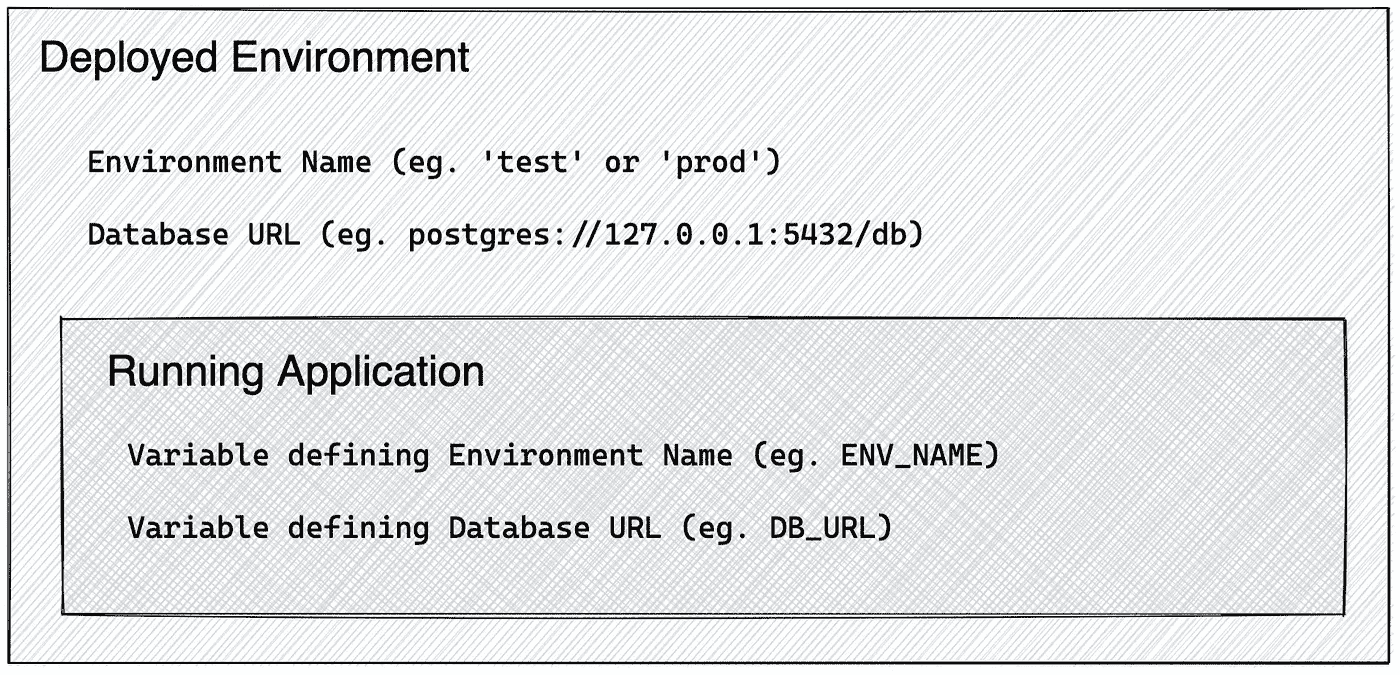 Deployed Environment
Environment Name (eg. 'test' or 'prod')
Database URL (eg. postgres://127.0.0.1:5432/db)
Running Application
Variable defining Environment Name (eg. ENV_NAME)
Variable defining Database URL (eg. DB_URL)